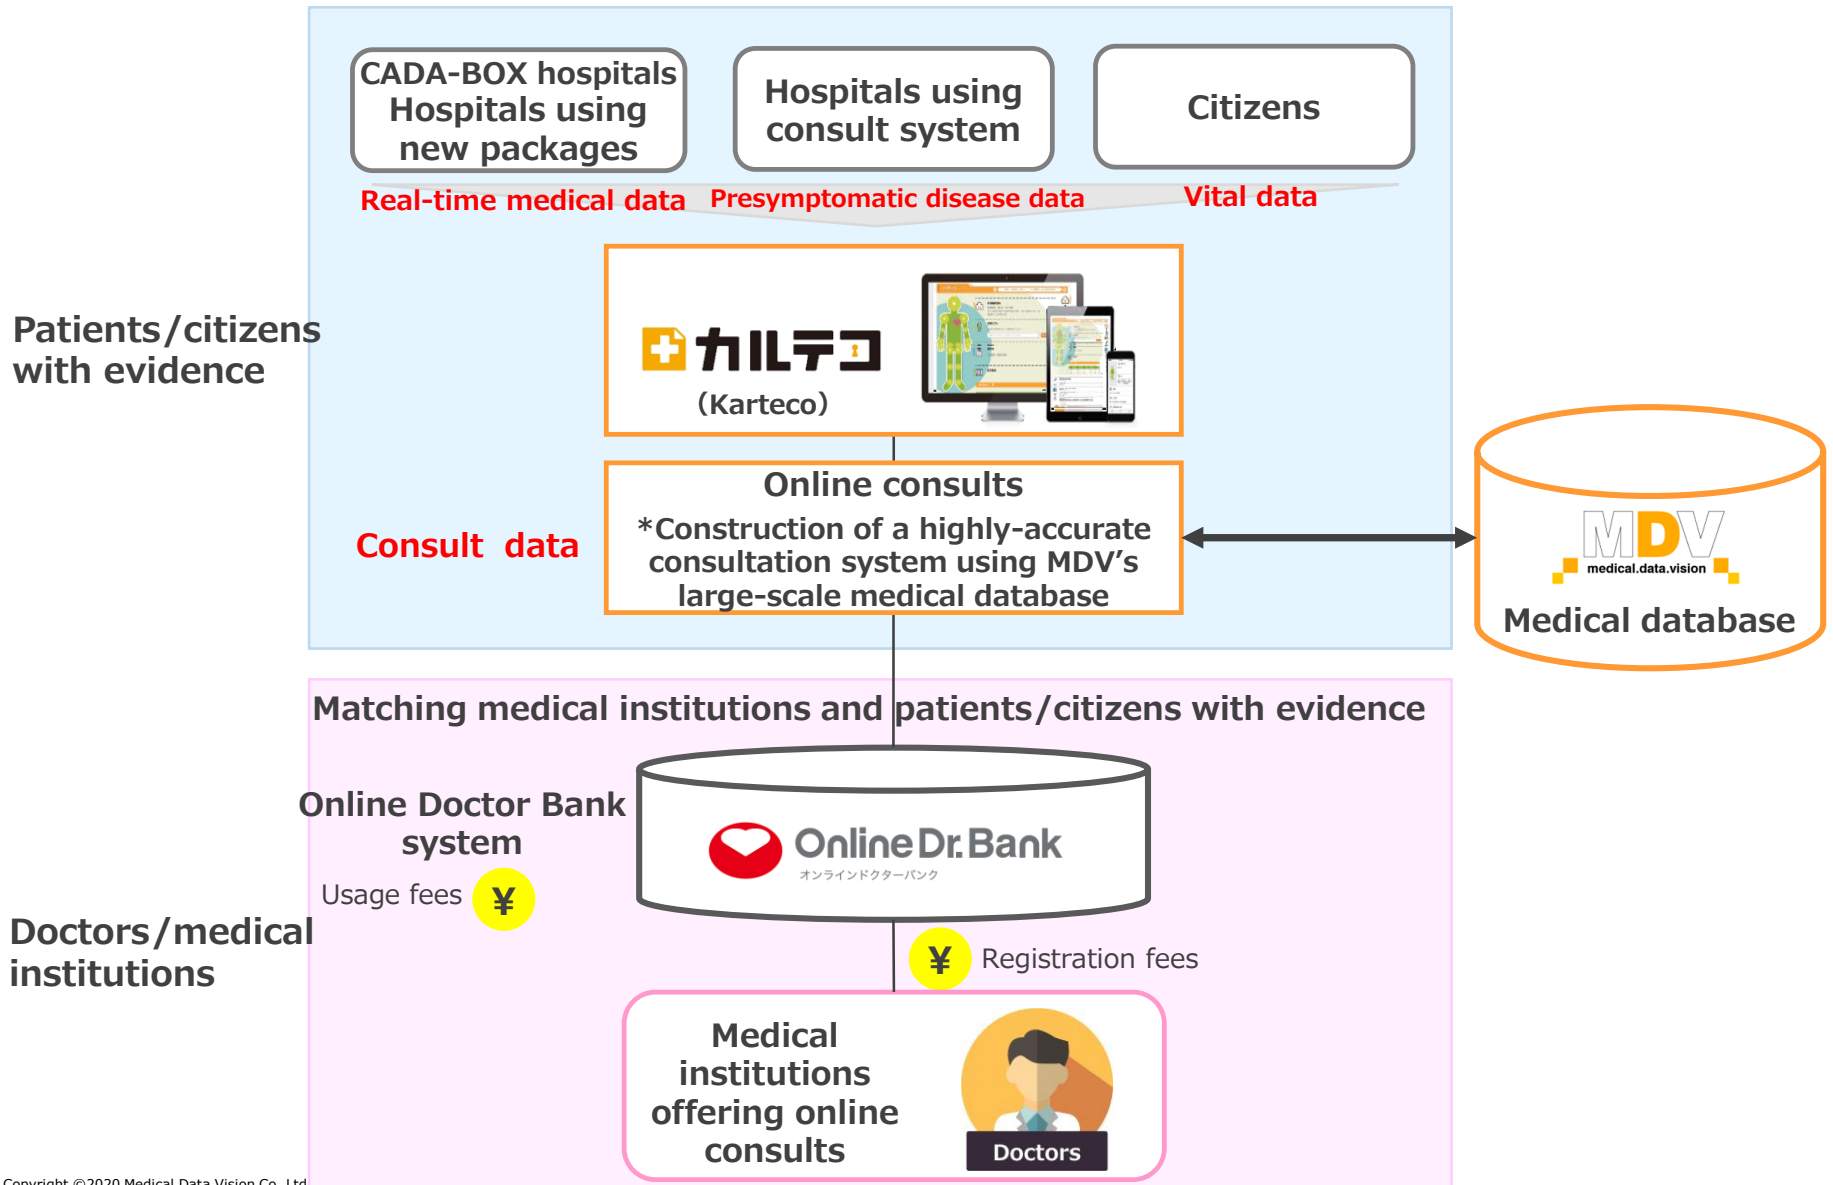 CADA-BOX hospitals
Hospitals using
new packages
Hospitals using
consult system
Citizens
Real-time medical data
Presymptomatic disease data
Vital data
Patients/citizens
with evidence
カルテコ
（Karteco）
Online consults
*Construction of a highly-accurate
consultation system using MDV’s
large-scale medical database
Consult data
MDV
medical.data.vision
Medical database
Matching medical institutions and patients/citizens with evidence
Online Doctor Bank
system
Usage fees ¥
Online Dr. Bank
オンラインドクターバンク
Doctors/medical
institutions
¥ Registration fees
Medical
institutions
offering online
consults
Doctors
Copyright ©2020 Medical Data Vision Co., Ltd